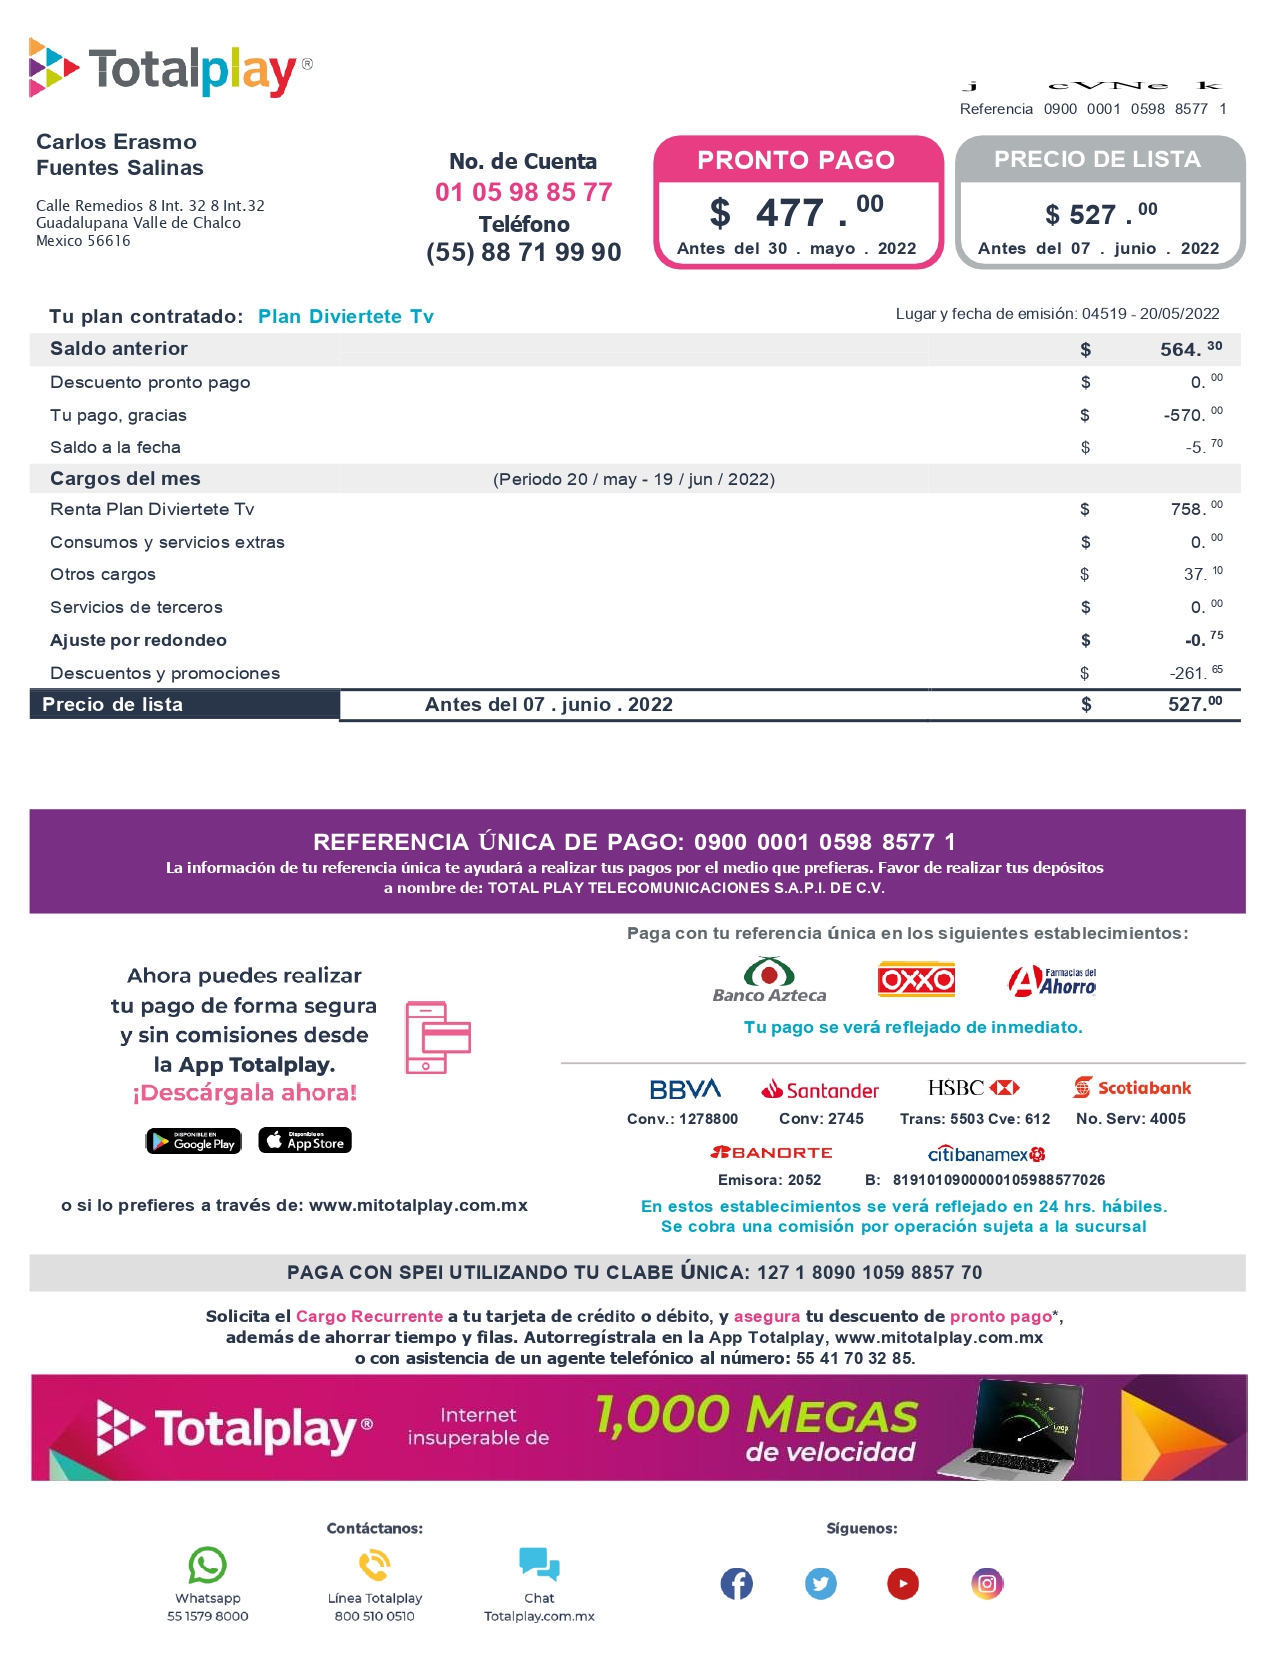 Totalplay®
j cVNe k
Referencia 0900 0001 0598 8577 1
Carlos Erasmo
Fuentes Salinas
Calle Remedios 8 Int. 32 8 Int.32
Guadalupana Valle de Chalco
Mexico 56616
No. de Cuenta
01 05 98 85 77
Teléfono
(55) 88 71 99 90
PRONTO PAGO
$ 477 . 00
Antes del 30 . mayo . 2022
PRECIO DE LISTA
$ 527 . 00
Antes del 07 . junio . 2022
Tu plan contratado: Plan Diviertete Tv
Lugar y fecha de emisión: 04519 - 20/05/2022
Saldo anterior $ 564. 30
Descuento pronto pago $ 0. 00
Tu pago, gracias $ -570. 00
Saldo a la fecha $ -5. 70
Cargos del mes (Periodo 20 / may - 19 / jun / 2022)
Renta Plan Diviertete Tv $ 758. 00
Consumos y servicios extras $ 0. 00
Otros cargos $ 37. 10
Servicios de terceros $ 0. 00
Ajuste por redondeo $ -0. 75
Descuentos y promociones $ -261. 65
Precio de lista Antes del 07 . junio . 2022 $ 527.00
REFERENCIA ÚNICA DE PAGO: 0900 0001 0598 8577 1
La información de tu referencia única te ayudará a realizar tus pagos por el medio que prefieras. Favor de realizar tus depósitos
a nombre de: TOTAL PLAY TELECOMUNICACIONES S.A.P.I. DE C.V.
Ahora puedes realizar
tu pago de forma segura
y sin comisiones desde
la App Totalplay.
¡Descárgala ahora!
DISPONIBLE EN
Google Play
Disponible en
App Store
o si lo prefieres a través de: www.mitotalplay.com.mx
Paga con tu referencia única en los siguientes establecimientos:
Banco Azteca
OXXO
Farmacias del
Ahorro
Tu pago se verá reflejado de inmediato.
BBVA Santander HSBC Scotiabank
Conv.: 1278800 Conv: 2745 Trans: 5503 Cve: 612 No. Serv: 4005
BANORTE citibanamex
Emisora: 2052 B: 8191010900000105988577026
En estos establecimientos se verá reflejado en 24 hrs. hábiles.
Se cobra una comisión por operación sujeta a la sucursal
PAGA CON SPEI UTILIZANDO TU CLABE ÚNICA: 127 1 8090 1059 8857 70
Solicita el Cargo Recurrente a tu tarjeta de crédito o débito, y asegura tu descuento de pronto pago*,
además de ahorrar tiempo y filas. Autorregístrala en la App Totalplay, www.mitotalplay.com.mx
o con asistencia de un agente telefónico al número: 55 41 70 32 85.
Totalplay®
Internet
insuperable de
1,000 MEGAS
de velocidad
Contáctanos:
Whatsapp
55 1579 8000
Línea Totalplay
800 510 0510
Chat
Totalplay.com.mx
Síguenos: